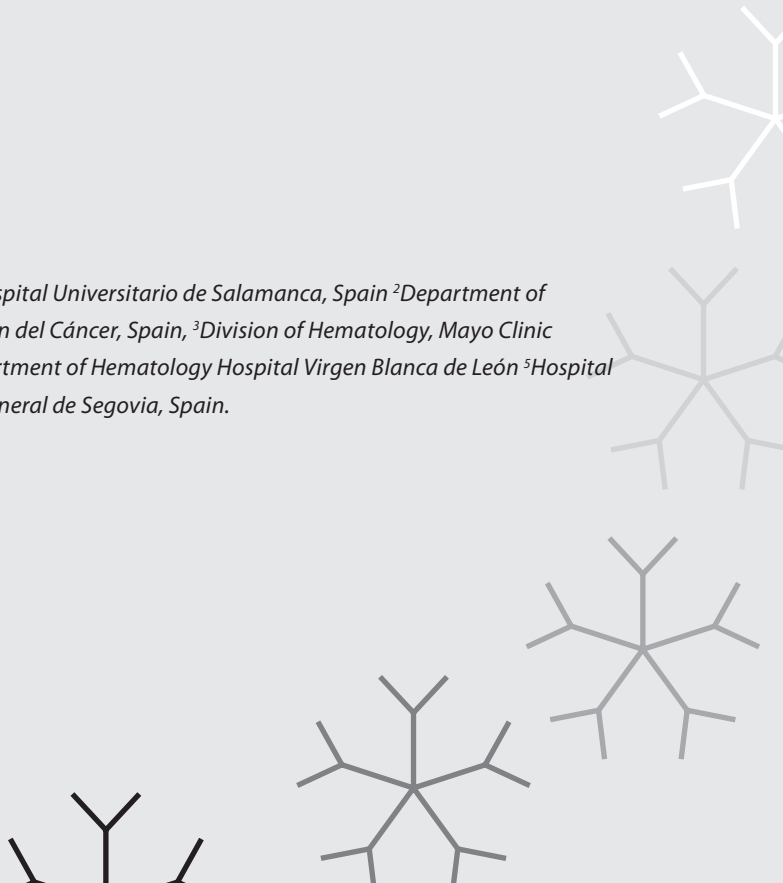 spital Universitario de Salamanca, Spain ²Department of
n del Cáncer, Spain, ³Division of Hematology, Mayo Clinic
rtment of Hematology Hospital Virgen Blanca de León ⁵Hospital
neral de Segovia, Spain.